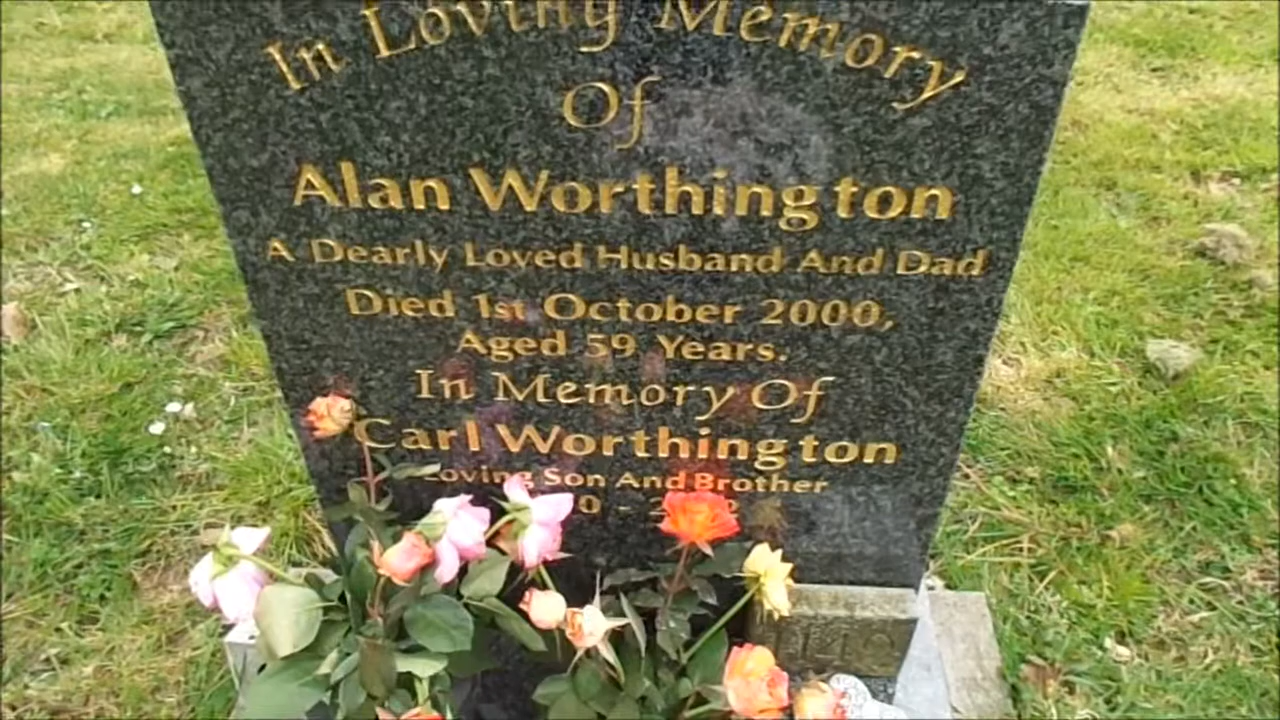 In Loving Memory
Of
Alan Worthington
A Dearly Loved Husband And Dad
Died 1st October 2000,
Aged 59 Years.
In Memory Of
Carl Worthington
Loving Son And Brother